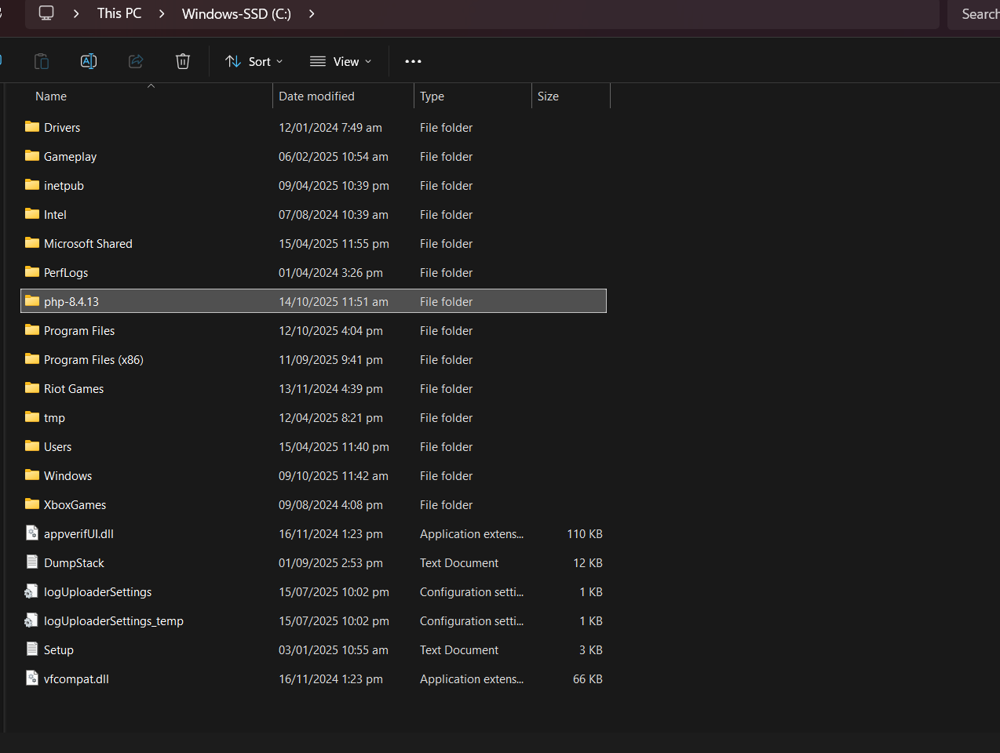 This PC Windows-SSD (C:) Search
Sort View
Name Date modified Type Size
Drivers 12/01/2024 7:49 am File folder
Gameplay 06/02/2025 10:54 am File folder
inetpub 09/04/2025 10:39 pm File folder
Intel 07/08/2024 10:39 am File folder
Microsoft Shared 15/04/2025 11:55 pm File folder
PerfLogs 01/04/2024 3:26 pm File folder
php-8.4.13 14/10/2025 11:51 am File folder
Program Files 12/10/2025 4:04 pm File folder
Program Files (x86) 11/09/2025 9:41 pm File folder
Riot Games 13/11/2024 4:39 pm File folder
tmp 12/04/2025 8:21 pm File folder
Users 15/04/2025 11:40 pm File folder
Windows 09/10/2025 11:42 am File folder
XboxGames 09/08/2024 4:08 pm File folder
appverifUI.dll 16/11/2024 1:23 pm Application extens... 110 KB
DumpStack 01/09/2025 2:53 pm Text Document 12 KB
logUploaderSettings 15/07/2025 10:02 pm Configuration setti... 1 KB
logUploaderSettings_temp 15/07/2025 10:02 pm Configuration setti... 1 KB
Setup 03/01/2025 10:55 am Text Document 3 KB
vfcompat.dll 16/11/2024 1:23 pm Application extens... 66 KB